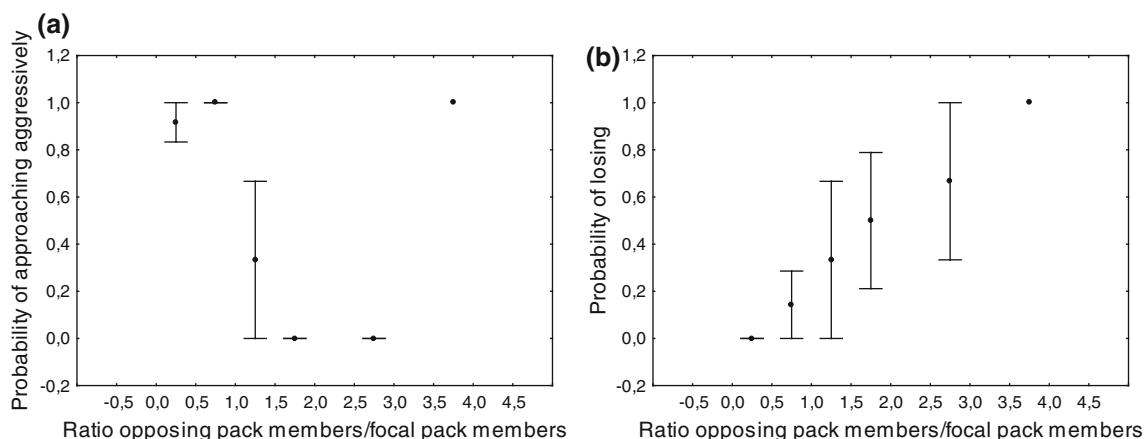 (a)
Probability of approaching aggressively
1,2
1,0
0,8
0,6
0,4
0,2
0,0
-0,2
-0,5 0,0 0,5 1,0 1,5 2,0 2,5 3,0 3,5 4,0 4,5
Ratio opposing pack members/focal pack members
(b)
Probability of losing
1,2
1,0
0,8
0,6
0,4
0,2
0,0
-0,2
-0,5 0,0 0,5 1,0 1,5 2,0 2,5 3,0 3,5 4,0 4,5
Ratio opposing pack members/focal pack members